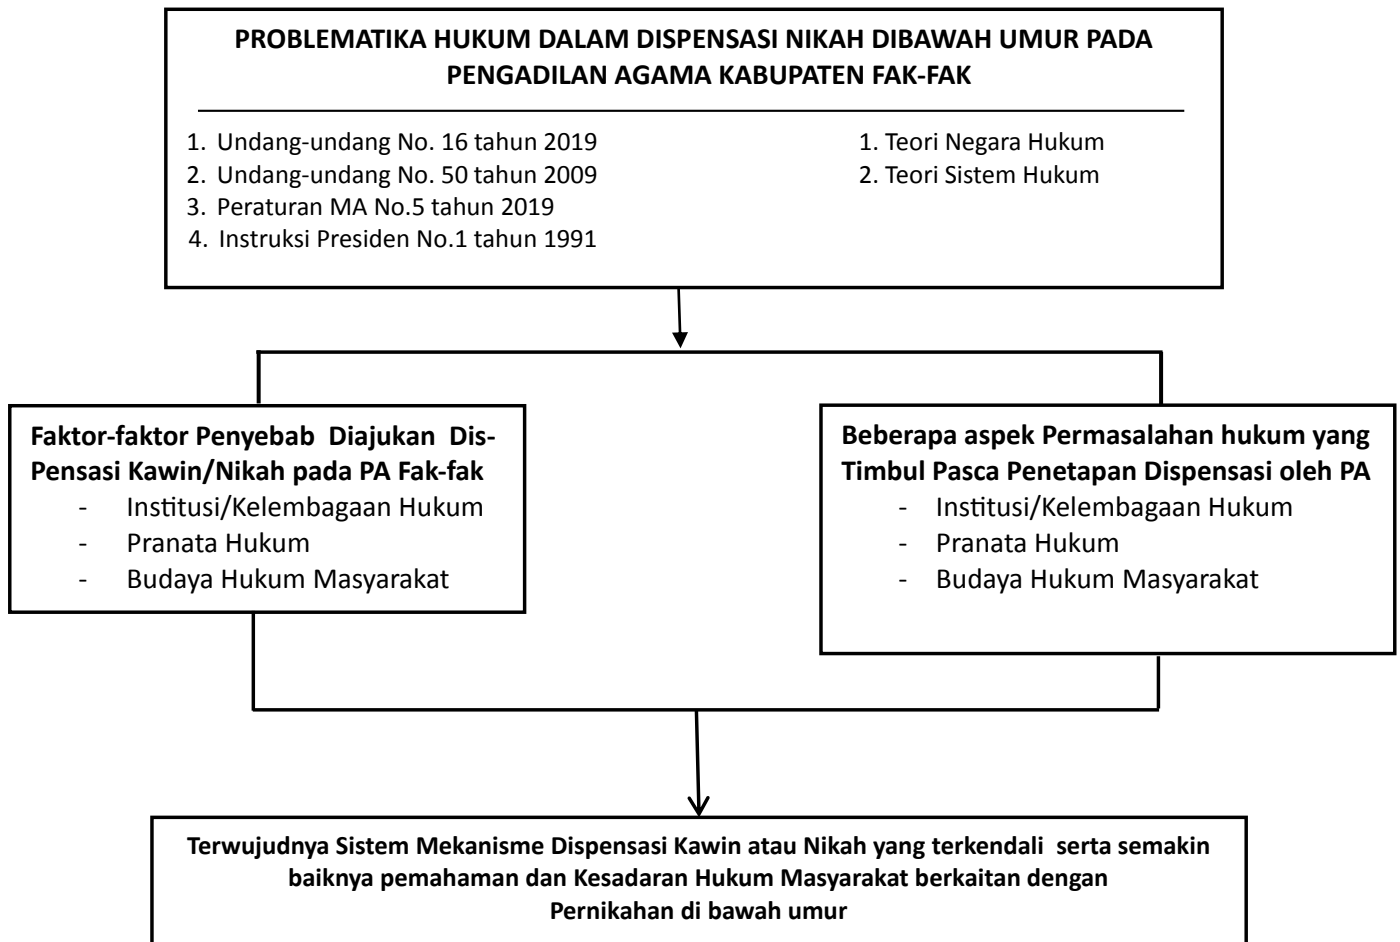 PROBLEMATIKA HUKUM DALAM DISPENSASI NIKAH DIBAWAH UMUR PADA
PENGADILAN AGAMA KABUPATEN FAK-FAK
1. Undang-undang No. 16 tahun 2019
2. Undang-undang No. 50 tahun 2009
3. Peraturan MA No.5 tahun 2019
4. Instruksi Presiden No.1 tahun 1991
1. Teori Negara Hukum
2. Teori Sistem Hukum
Faktor-faktor Penyebab Diajukan Dis-
Pensasi Kawin/Nikah pada PA Fak-fak
- Institusi/Kelembagaan Hukum
- Pranata Hukum
- Budaya Hukum Masyarakat
Beberapa aspek Permasalahan hukum yang
Timbul Pasca Penetapan Dispensasi oleh PA
- Institusi/Kelembagaan Hukum
- Pranata Hukum
- Budaya Hukum Masyarakat
Terwujudnya Sistem Mekanisme Dispensasi Kawin atau Nikah yang terkendali serta semakin
baiknya pemahaman dan Kesadaran Hukum Masyarakat berkaitan dengan
Pernikahan di bawah umur